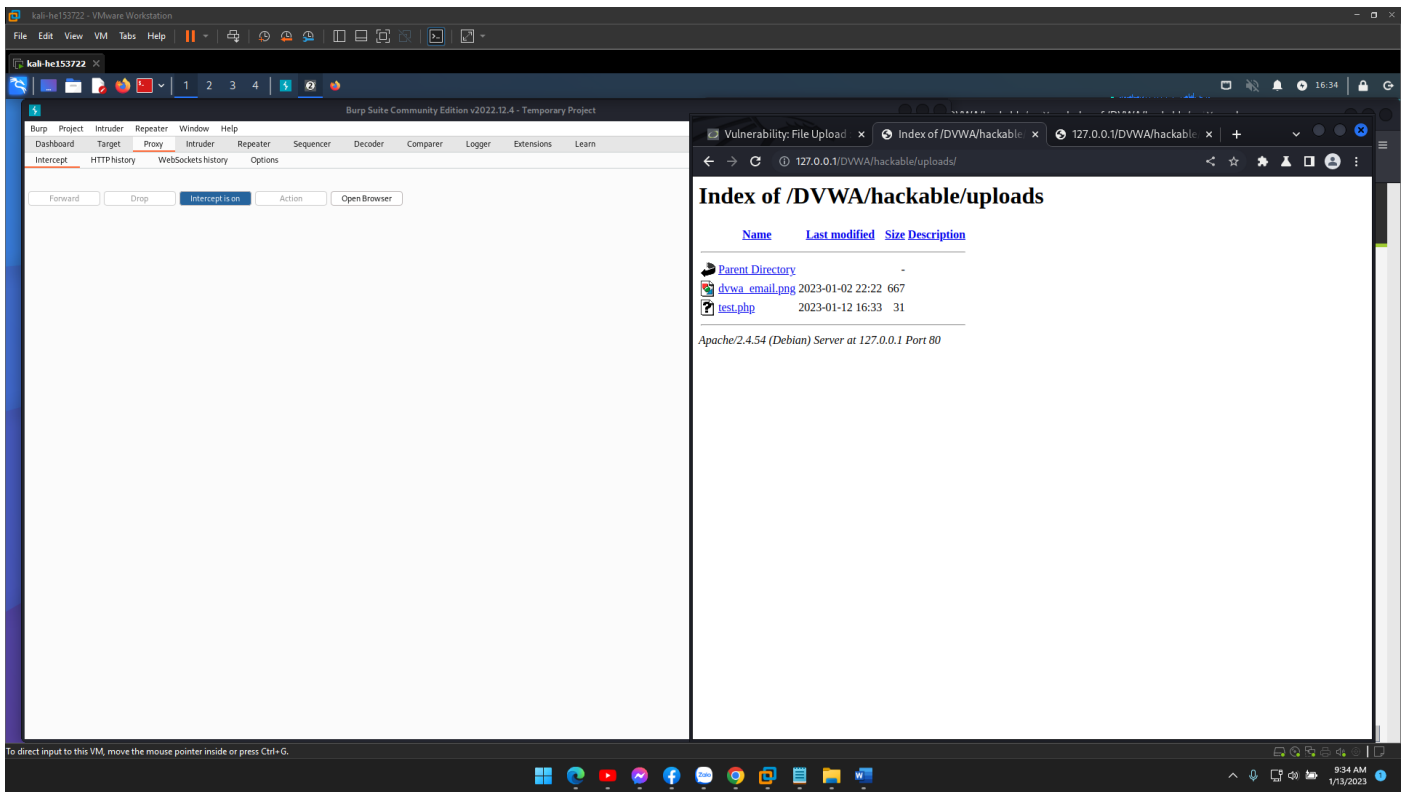 kali-he153722 - VMware Workstation
File Edit View VM Tabs Help
kali-he153722
1 2 3 4
16:34
Burp Suite Community Edition v2022.12.4 - Temporary Project
Burp Project Intruder Repeater Window Help
Dashboard Target Proxy Intruder Repeater Sequencer Decoder Comparer Logger Extensions Learn
Intercept HTTP history WebSockets history Options
Forward Drop Intercept is on Action Open Browser
Vulnerability: File Upload Index of /DVWA/hackable 127.0.0.1/DVWA/hackable
127.0.0.1/DVWA/hackable/uploads/
Index of /DVWA/hackable/uploads
Name Last modified Size Description
Parent Directory -
dvwa_email.png 2023-01-02 22:22 667
test.php 2023-01-12 16:33 31
Apache/2.4.54 (Debian) Server at 127.0.0.1 Port 80
To direct input to this VM, move the mouse pointer inside or press Ctrl+G.
Zalo
9:34 AM
1/13/2023
1